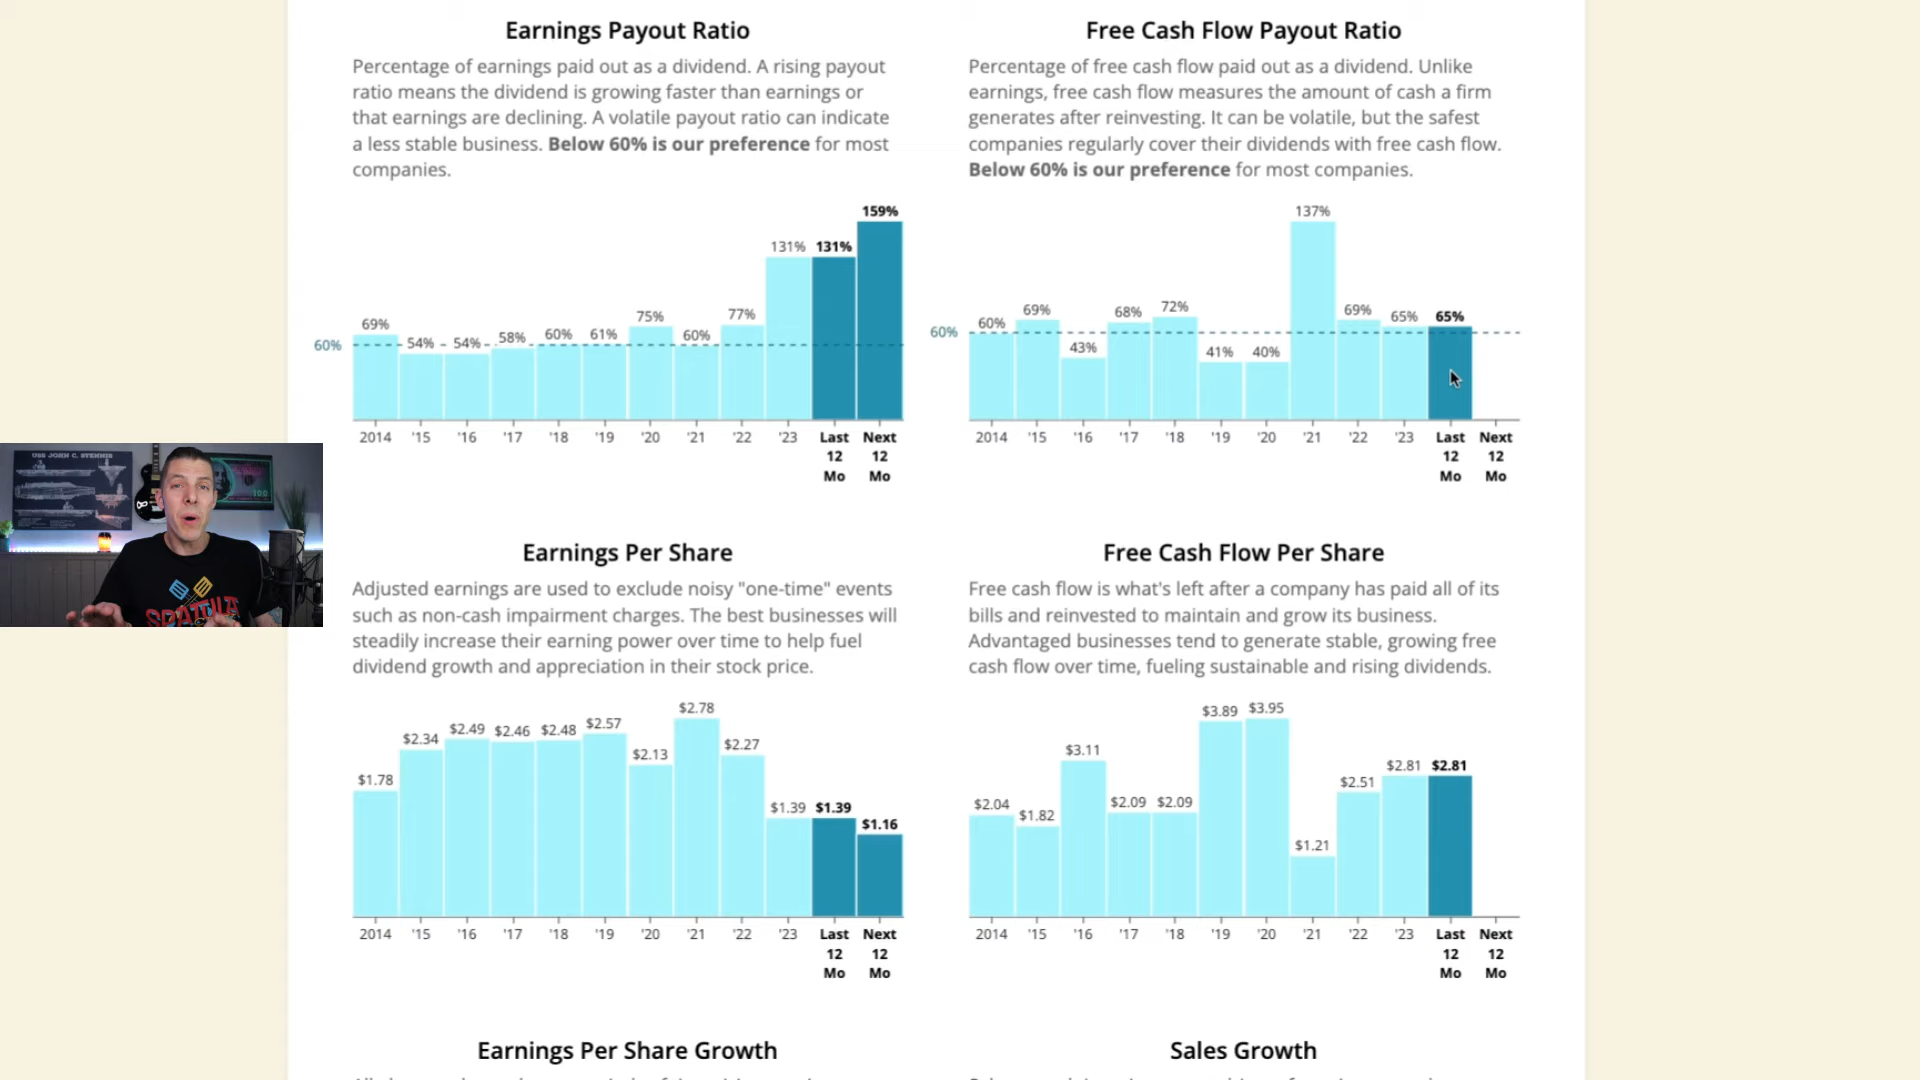 Earnings Payout Ratio
Percentage of earnings paid out as a dividend. A rising payout
ratio means the dividend is growing faster than earnings or
that earnings are declining. A volatile payout ratio can indicate
a less stable business. Below 60% is our preference for most
companies.
159%
131% 131%
69% 54% 54% 58% 60% 61% 75% 60% 77%
60%
2014 '15 '16 '17 '18 '19 '20 '21 '22 '23 Last Next
12 12
Mo Mo
Free Cash Flow Payout Ratio
Percentage of free cash flow paid out as a dividend. Unlike
earnings, free cash flow measures the amount of cash a firm
generates after reinvesting. It can be volatile, but the safest
companies regularly cover their dividends with free cash flow.
Below 60% is our preference for most companies.
137%
60% 69% 43% 68% 72% 41% 40% 69% 65% 65%
60%
2014 '15 '16 '17 '18 '19 '20 '21 '22 '23 Last Next
12 12
Mo Mo
USS JOHN C. STENNIS
100
SPATULA
Earnings Per Share
Adjusted earnings are used to exclude noisy "one-time" events
such as non-cash impairment charges. The best businesses will
steadily increase their earning power over time to help fuel
dividend growth and appreciation in their stock price.
$1.78 $2.34 $2.49 $2.46 $2.48 $2.57 $2.13 $2.78 $2.27 $1.39 $1.39 $1.16
2014 '15 '16 '17 '18 '19 '20 '21 '22 '23 Last Next
12 12
Mo Mo
Free Cash Flow Per Share
Free cash flow is what's left after a company has paid all of its
bills and reinvested to maintain and grow its business.
Advantaged businesses tend to generate stable, growing free
cash flow over time, fueling sustainable and rising dividends.
$2.04 $1.82 $3.11 $2.09 $2.09 $3.89 $3.95 $1.21 $2.51 $2.81 $2.81
2014 '15 '16 '17 '18 '19 '20 '21 '22 '23 Last Next
12 12
Mo Mo
Earnings Per Share Growth
Sales Growth